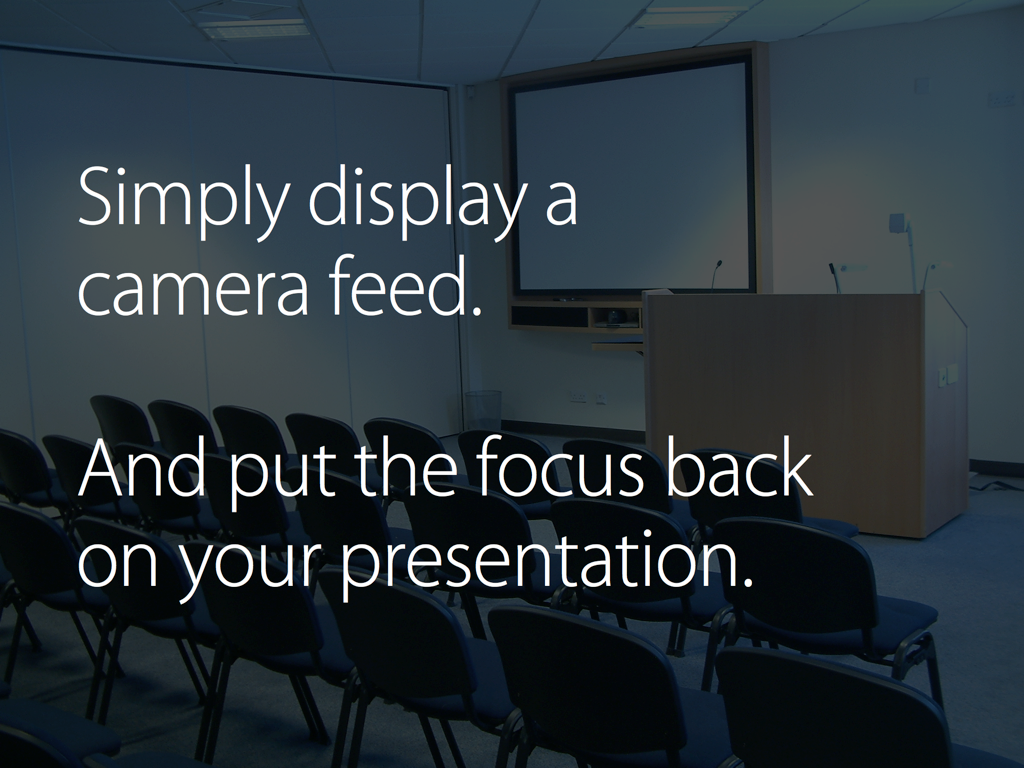 Simply display a
camera feed.
And put the focus back
on your presentation.